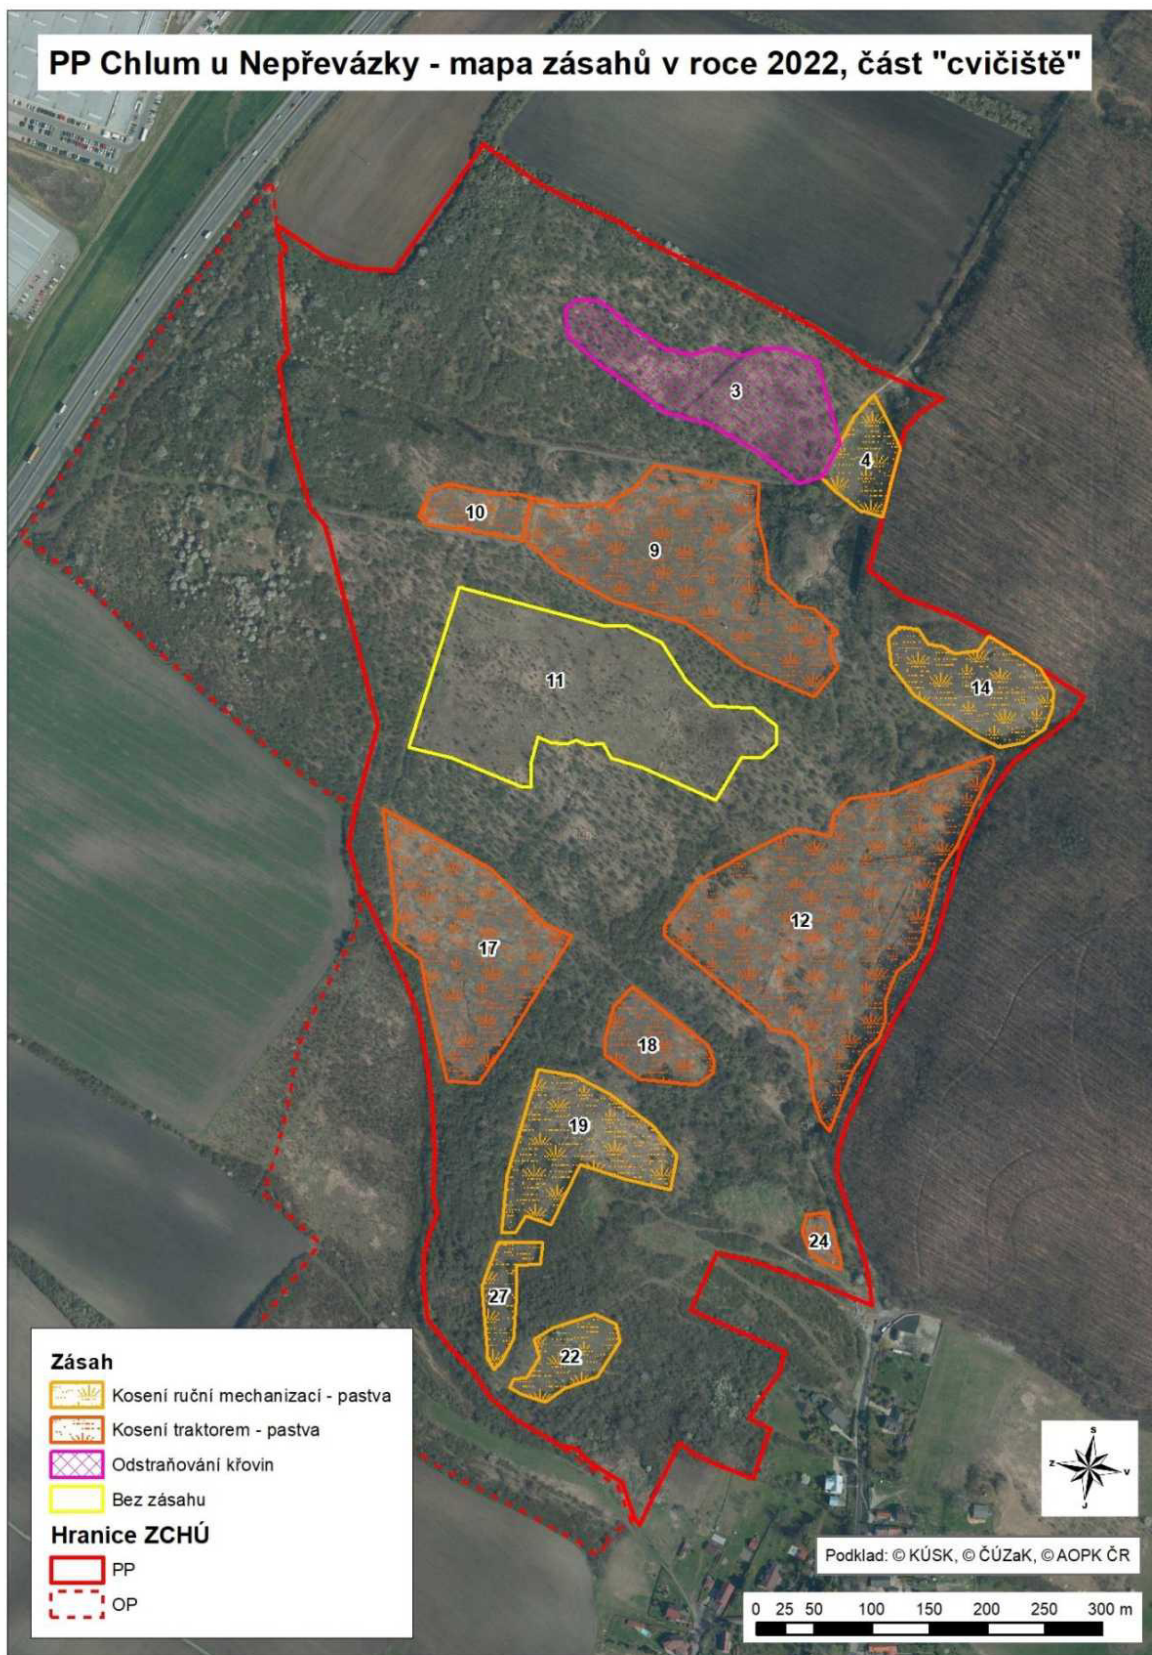 PP Chlum u Nepřevázky - mapa zásahů v roce 2022, část "cvičiště"
3
4
10
9
11
14
12
17
18
19
24
27
22
Zásah
Kosení ruční mechanizací - pastva
Kosení traktorem - pastva
Odstraňování křovin
Bez zásahu
Hranice ZCHÚ
PP
OP
S
Z
V
J
Podklad: © KÚSK, © ČÚZaK, © AOPK ČR
0 25 50 100 150 200 250 300 m